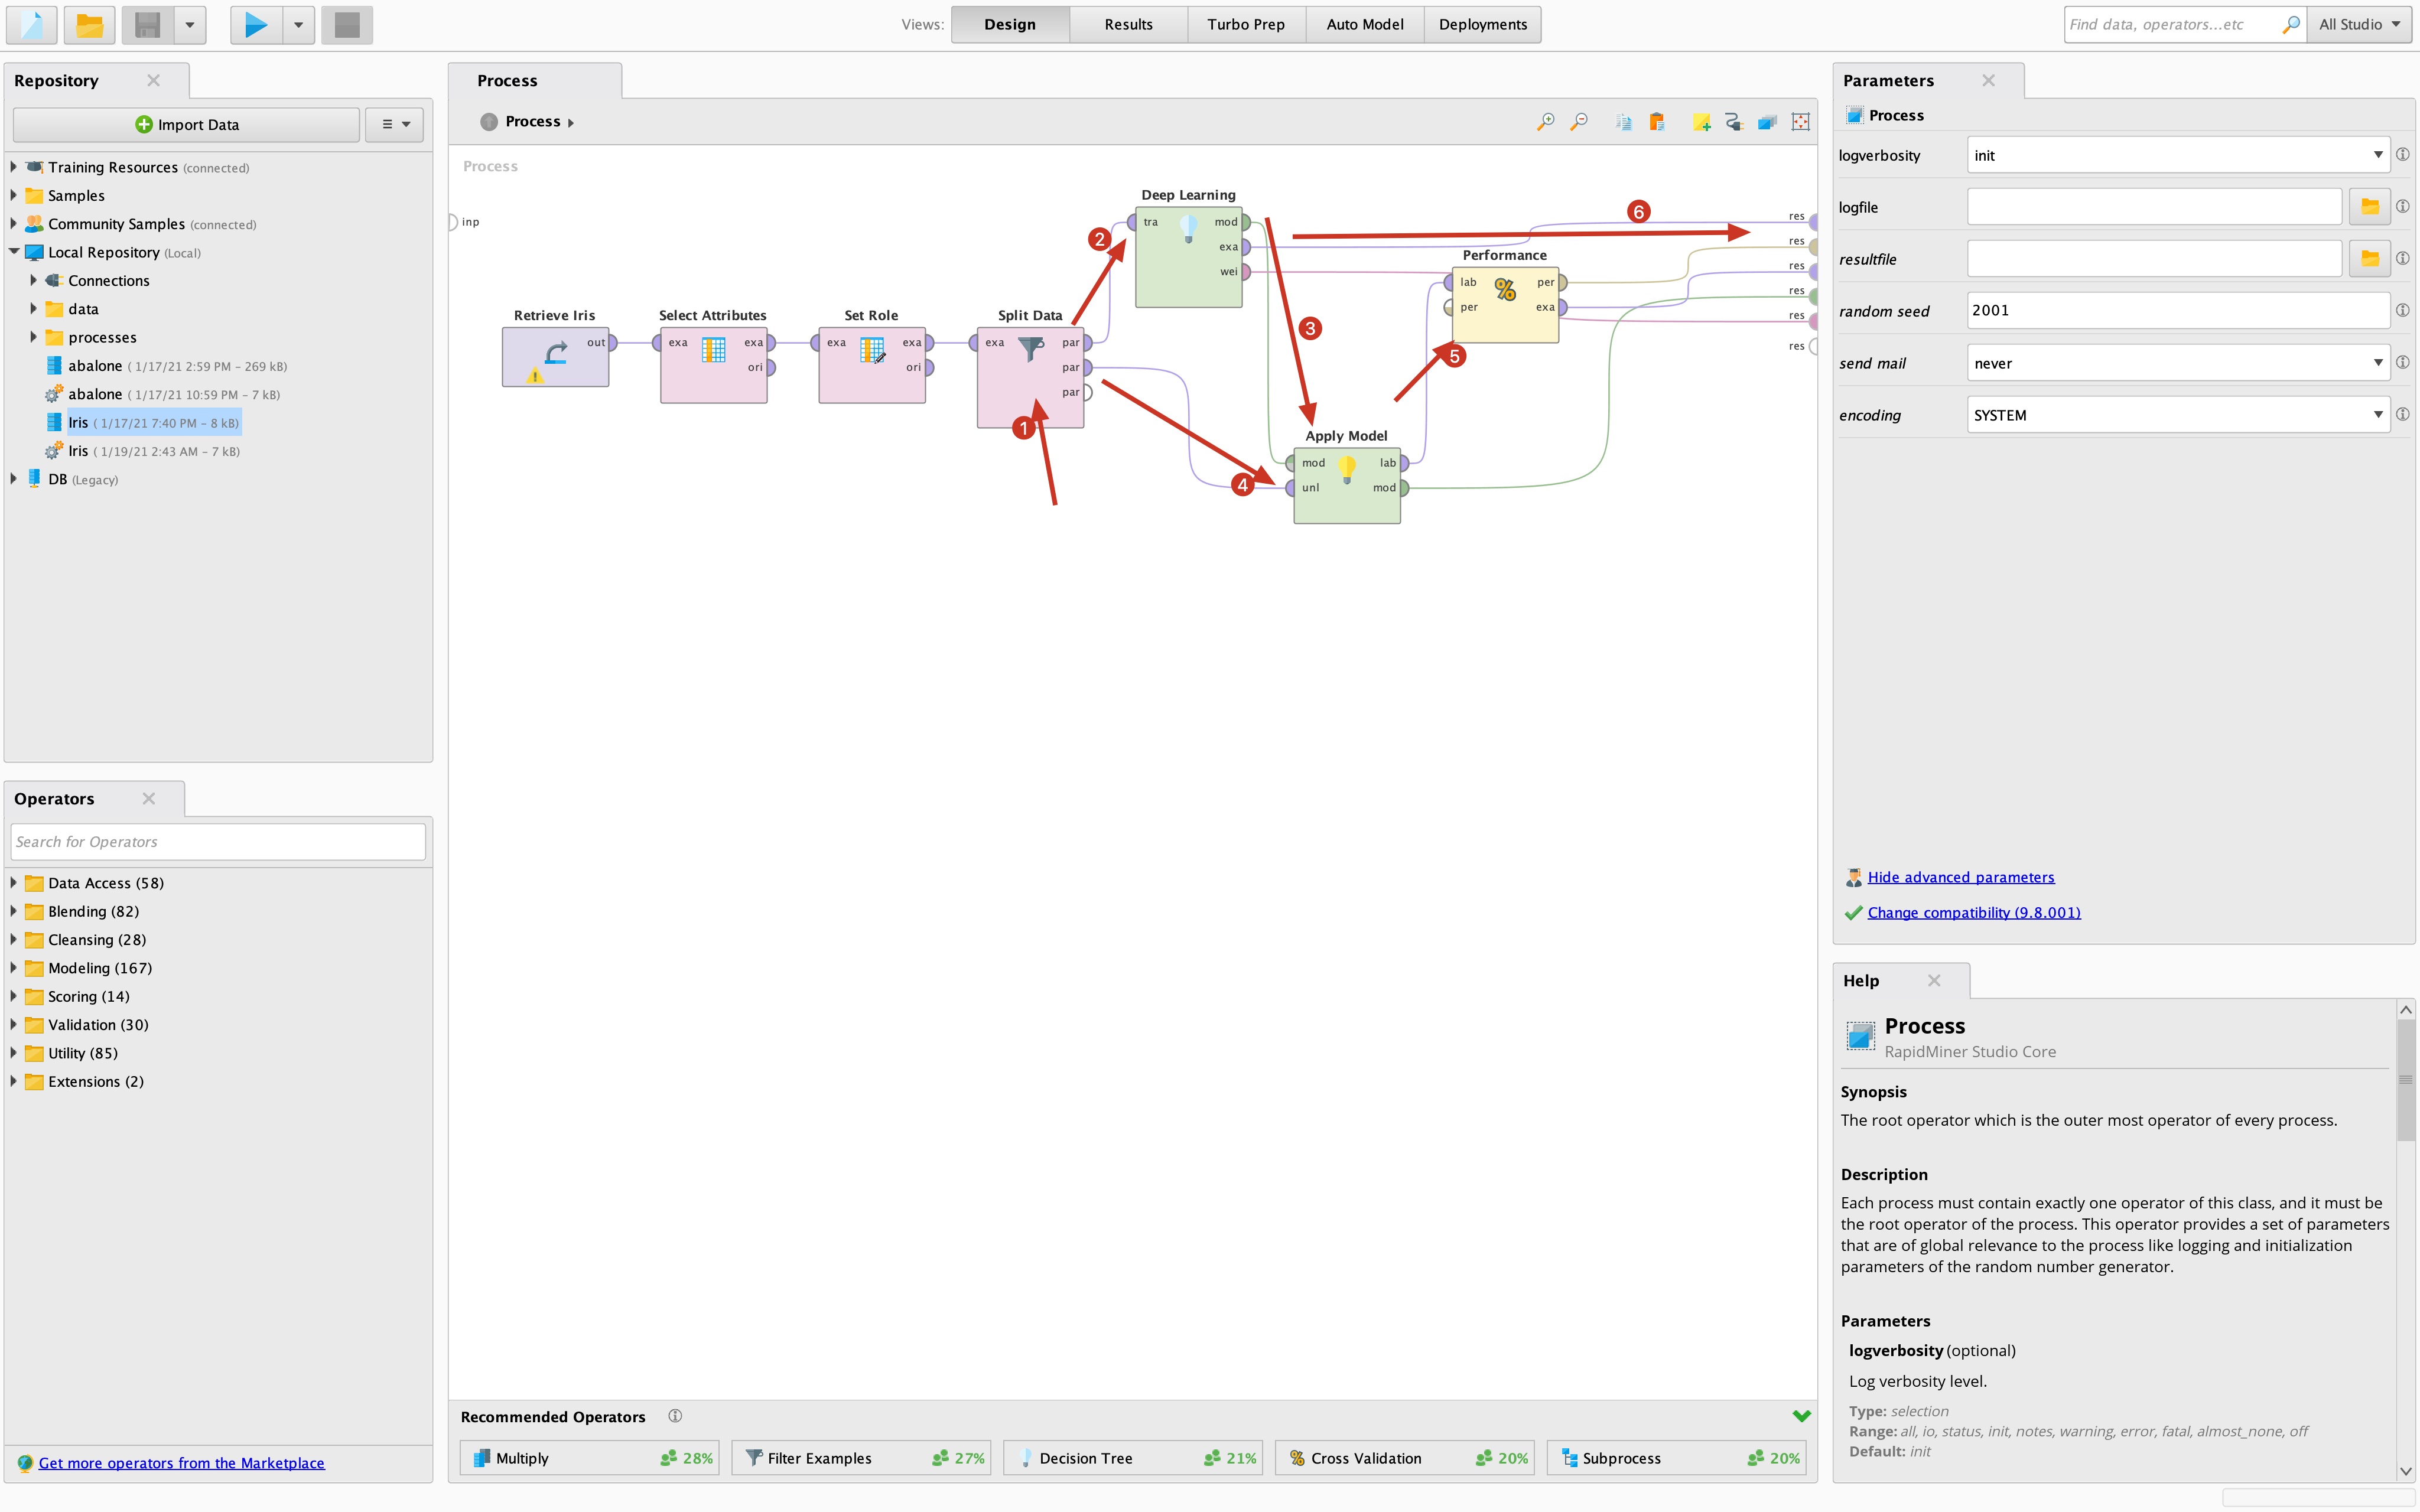 Views: Design Results Turbo Prep Auto Model Deployments
Find data, operators...etc All Studio
Repository
Import Data
Training Resources (connected)
Samples
Community Samples (connected)
Local Repository (Local)
Connections
data
processes
abalone ( 1/17/21 2:59 PM – 269 kB)
abalone ( 1/17/21 10:59 PM – 7 kB)
Iris ( 1/17/21 7:40 PM – 8 kB)
Iris ( 1/19/21 2:43 AM – 7 kB)
DB (Legacy)
Operators
Search for Operators
Data Access (58)
Blending (82)
Cleansing (28)
Modeling (167)
Scoring (14)
Validation (30)
Utility (85)
Extensions (2)
Get more operators from the Marketplace
Process
Process
Process
inp
Retrieve Iris
out
Select Attributes
exa exa
ori
Set Role
exa exa
ori
Split Data
exa par
par
par
1
2
Deep Learning
tra mod
exa
wei
3
4
Apply Model
mod lab
unl mod
5
Performance
lab per
per exa
6
res
res
res
res
res
res
Recommended Operators
Multiply 28%
Filter Examples 27%
Decision Tree 21%
Cross Validation 20%
Subprocess 20%
Parameters
Process
logverbosity init
logfile
resultfile
random seed 2001
send mail never
encoding SYSTEM
Hide advanced parameters
Change compatibility (9.8.001)
Help
Process
RapidMiner Studio Core
Synopsis
The root operator which is the outer most operator of every process.
Description
Each process must contain exactly one operator of this class, and it must be
the root operator of the process. This operator provides a set of parameters
that are of global relevance to the process like logging and initialization
parameters of the random number generator.
Parameters
logverbosity (optional)
Log verbosity level.
Type: selection
Range: all, io, status, init, notes, warning, error, fatal, almost_none, off
Default: init